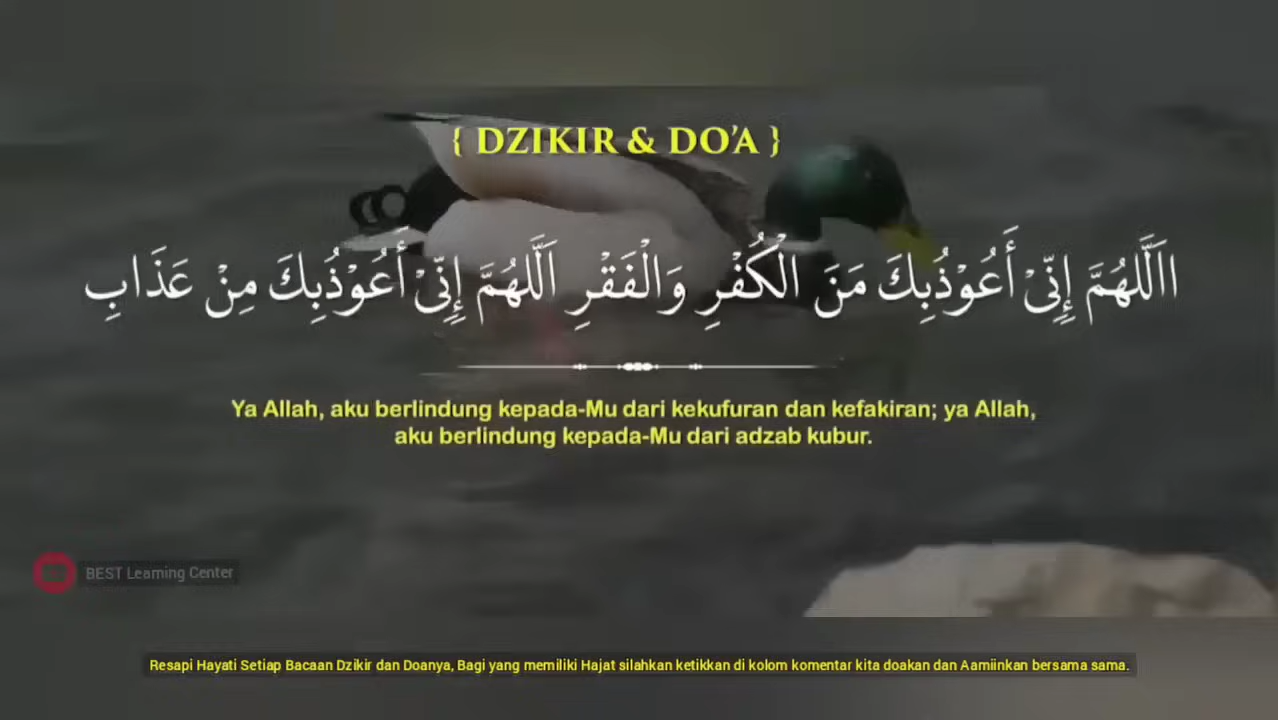 { DZIKIR & DO'A }
االَلَّهُمَّ إِنِّىْ أَعُوْذُبِكَ مَنَ الْكُفْرِ وَالْفَقْرِ اَللَّهُمَّ إِنِّىْ أَعُوْذُبِكَ مِنْ عَذَابِ
Ya Allah, aku berlindung kepada-Mu dari kekufuran dan kefakiran; ya Allah,
aku berlindung kepada-Mu dari adzab kubur.
BEST Learning Center
Resapi Hayati Setiap Bacaan Dzikir dan Doanya, Bagi yang memiliki Hajat silahkan ketikkan di kolom komentar kita doakan dan Aamiinkan bersama sama.